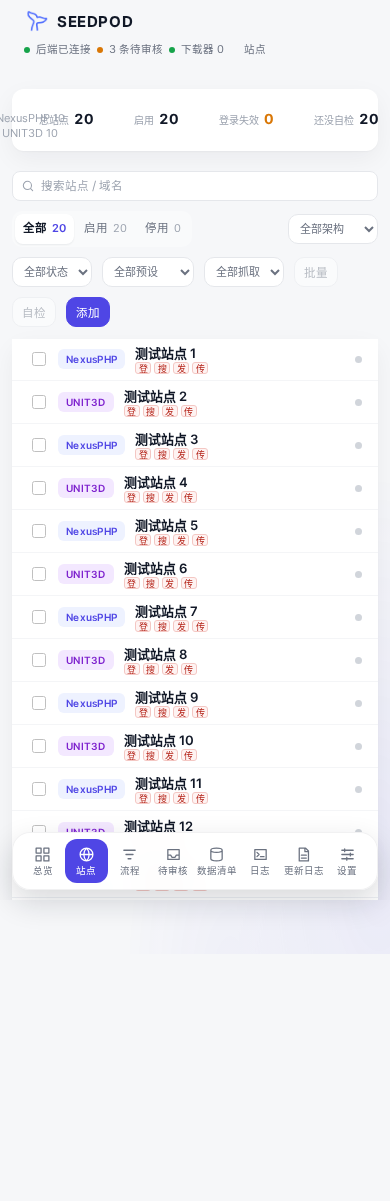 SEEDPOD
后端已连接 3 条待审核 下载器 0 站点
总站点 20 启用 20 登录失效 0 还没自检 20
UNIT3D 10
搜索站点 / 域名
全部 20 启用 20 停用 0 全部架构
全部状态 全部预设 全部抓取 批量
自检 添加
NexusPHP 测试站点 1
登 搜 发 传
UNIT3D 测试站点 2
登 搜 发 传
NexusPHP 测试站点 3
登 搜 发 传
UNIT3D 测试站点 4
登 搜 发 传
NexusPHP 测试站点 5
登 搜 发 传
UNIT3D 测试站点 6
登 搜 发 传
NexusPHP 测试站点 7
登 搜 发 传
UNIT3D 测试站点 8
登 搜 发 传
NexusPHP 测试站点 9
登 搜 发 传
UNIT3D 测试站点 10
登 搜 发 传
NexusPHP 测试站点 11
登 搜 发 传
UNIT3D 测试站点 12
总览 站点 流程 待审核 数据清单 日志 更新日志 设置